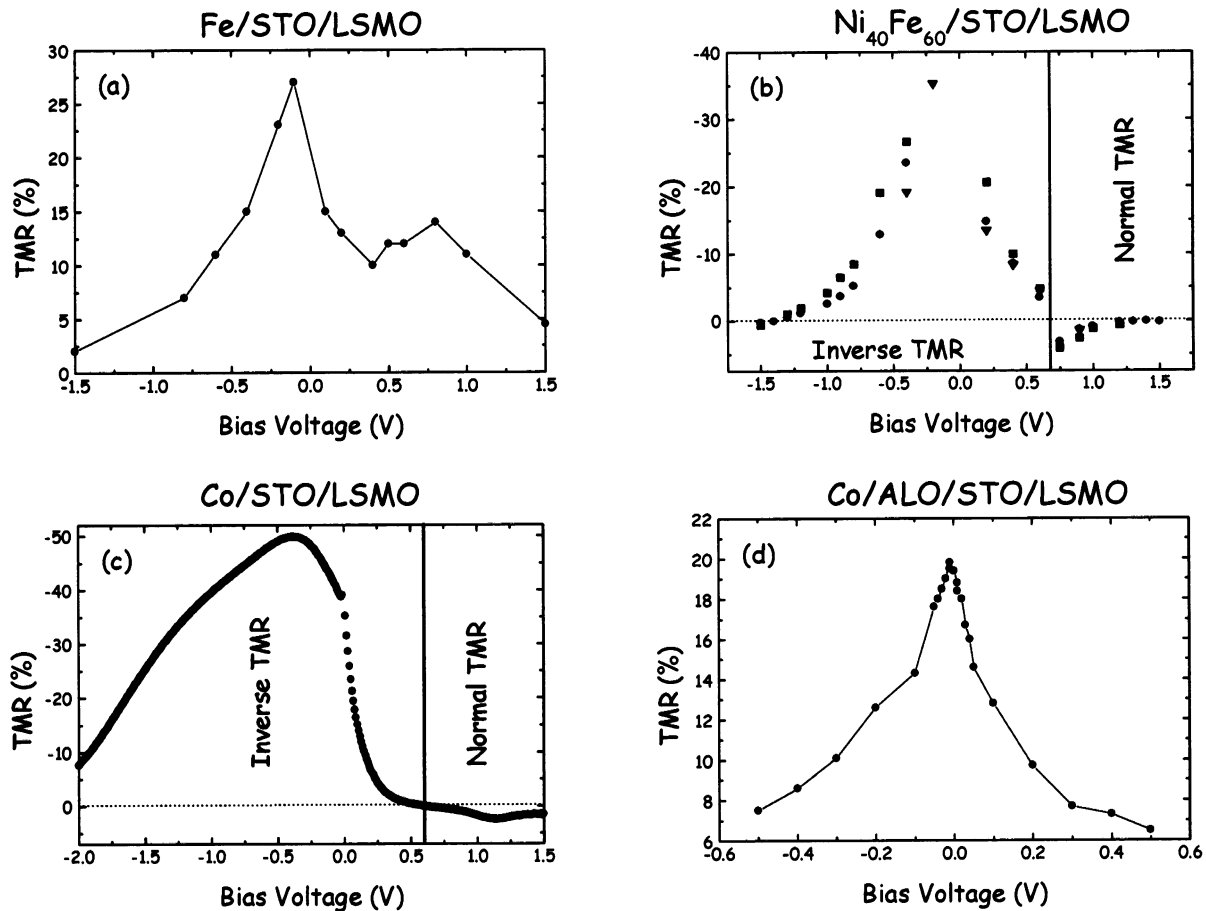 Fe/STO/LSMO
(a)
TMR (%)
30
25
20
15
10
5
0
-1.5 -1.0 -0.5 0.0 0.5 1.0 1.5
Bias Voltage (V)
Ni40Fe60/STO/LSMO
(b)
TMR (%)
-40
-30
-20
-10
0
Normal TMR
Inverse TMR
-1.5 -1.0 -0.5 0.0 0.5 1.0 1.5
Bias Voltage (V)
Co/STO/LSMO
(c)
TMR (%)
-50
-40
-30
-20
-10
0
Inverse TMR
Normal TMR
-2.0 -1.5 -1.0 -0.5 0.0 0.5 1.0 1.5
Bias Voltage (V)
Co/ALO/STO/LSMO
(d)
TMR (%)
22
20
18
16
14
12
10
8
6
-0.6 -0.4 -0.2 0.0 0.2 0.4 0.6
Bias Voltage (V)